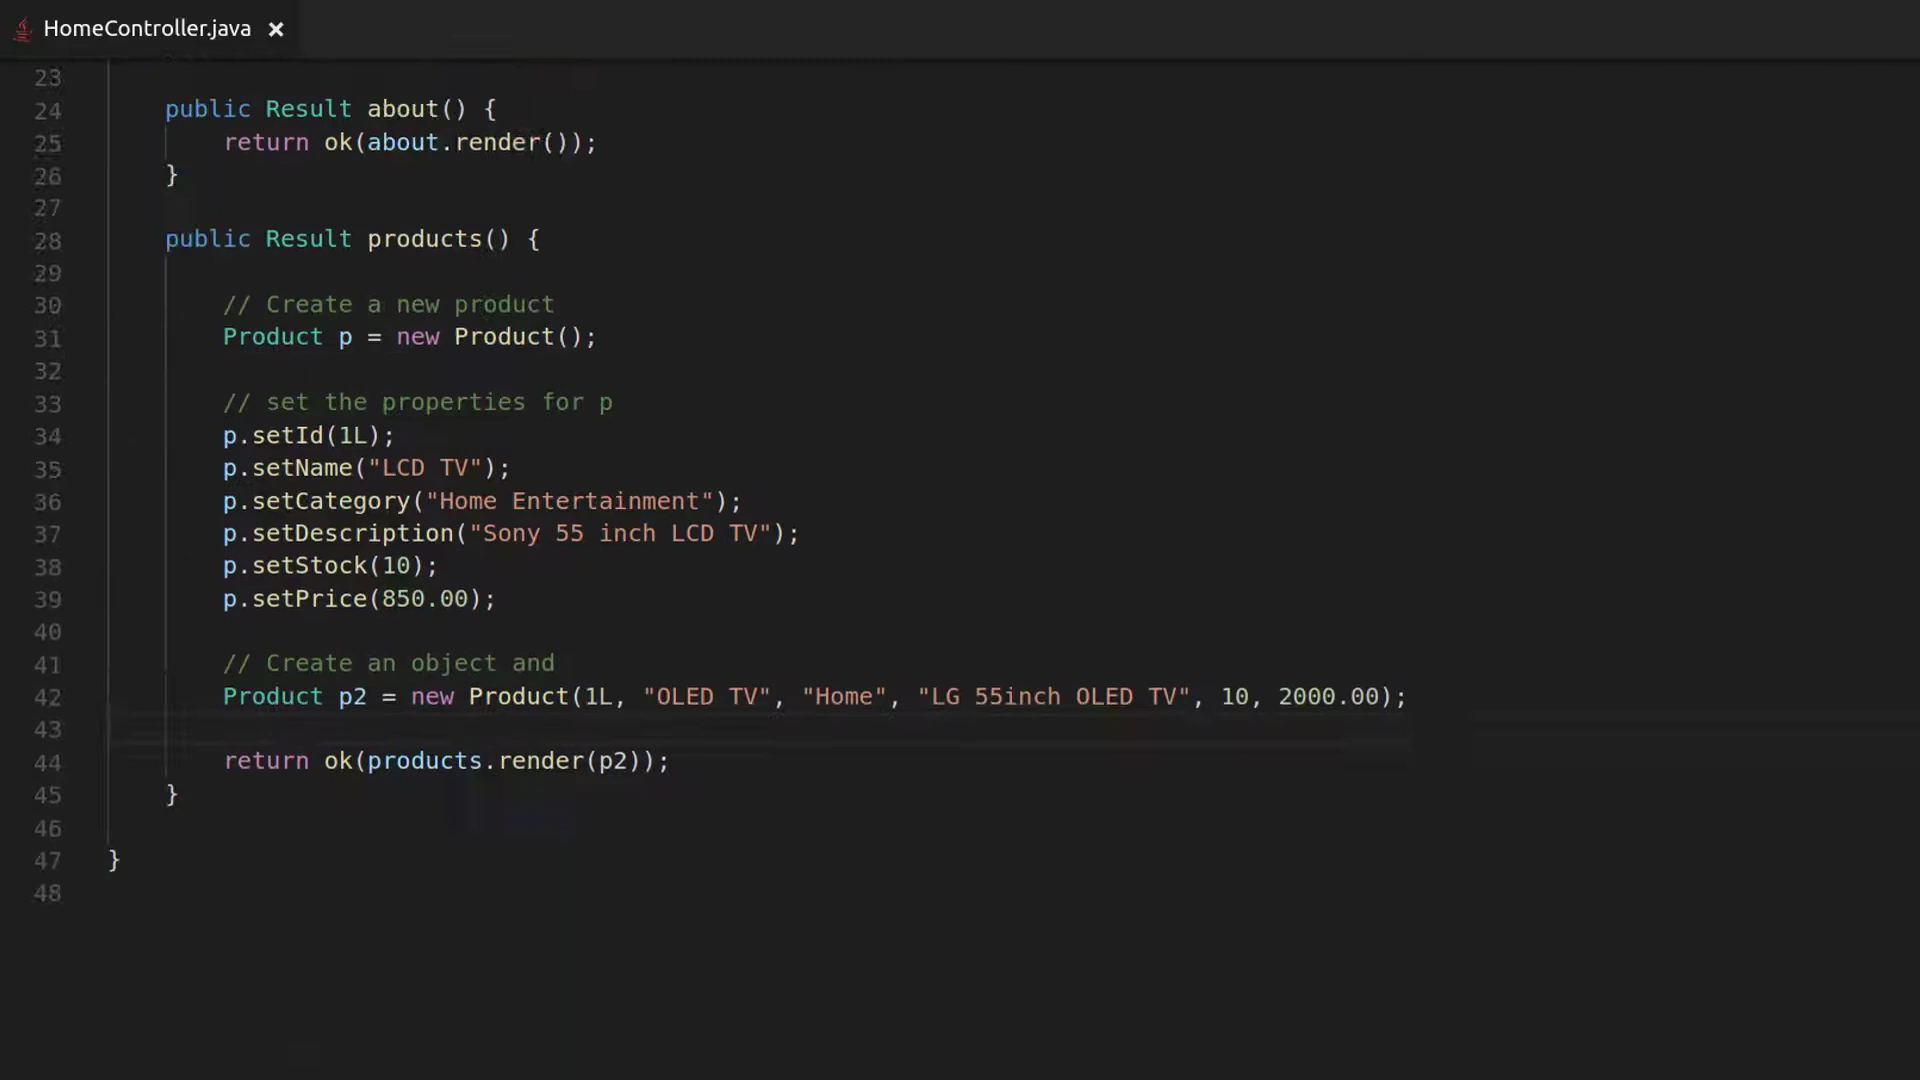 HomeController.java ×
23
24 public Result about() {
25 return ok(about.render());
26 }
27
28 public Result products() {
29
30 // Create a new product
31 Product p = new Product();
32
33 // set the properties for p
34 p.setId(1L);
35 p.setName("LCD TV");
36 p.setCategory("Home Entertainment");
37 p.setDescription("Sony 55 inch LCD TV");
38 p.setStock(10);
39 p.setPrice(850.00);
40
41 // Create an object and
42 Product p2 = new Product(1L, "OLED TV", "Home", "LG 55inch OLED TV", 10, 2000.00);
43
44 return ok(products.render(p2));
45 }
46
47 }
48